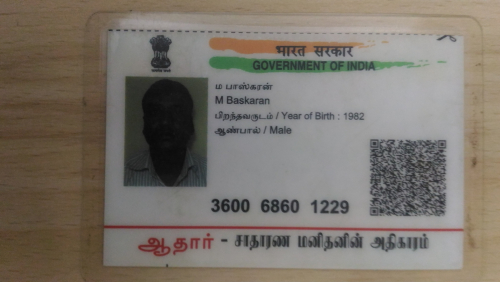 भारत सरकार
GOVERNMENT OF INDIA
ம பாஸ்கரன்
M Baskaran
பிறந்தவருடம் / Year of Birth : 1982
ஆண்பால் / Male
3600 6860 1229
ஆதார் - சாதாரண மனிதனின் அதிகாரம்